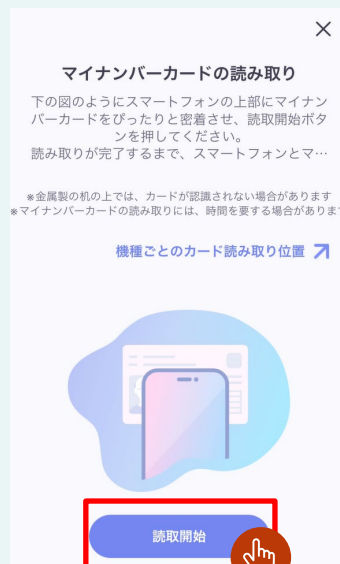 マイナンバーカードの読み取り
下の図のようにスマートフォンの上部にマイナン
バーカードをぴったりと密着させ、読取開始ボタ
ンを押してください。
読み取りが完了するまで、スマートフォンとマ…
※金属製の机の上では、カードが認識されない場合があります
※マイナンバーカードの読み取りには、時間を要する場合がありま
機種ごとのカード読み取り位置
読取開始